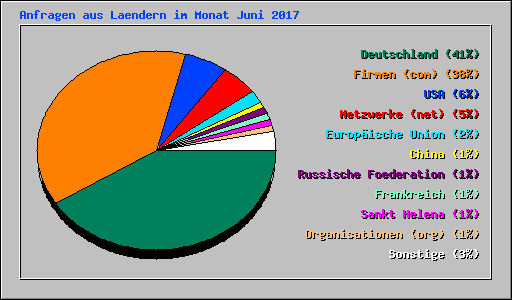 Anfragen aus Laendern im Monat Juni 2017
Deutschland (41%)
Firmen (com) (38%)
USA (6%)
Netzwerke (net) (5%)
Europäische Union (2%)
China (1%)
Russische Foederation (1%)
Frankreich (1%)
Sankt Helena (1%)
Organisationen (org) (1%)
Sonstige (3%)